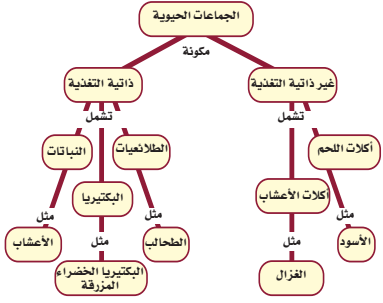 الجماعات الحيوية
مكونة
غير ذاتية التغذية
ذاتية التغذية
تشمل
تشمل
أكلات اللحم
أكلات الأعشاب
الطلائعيات
البكتيريا
النباتات
مثل
مثل
مثل
مثل
مثل
الأسود
الغزال
الطحالب
البكتيريا الخضراء
المزرقة
الأعشاب